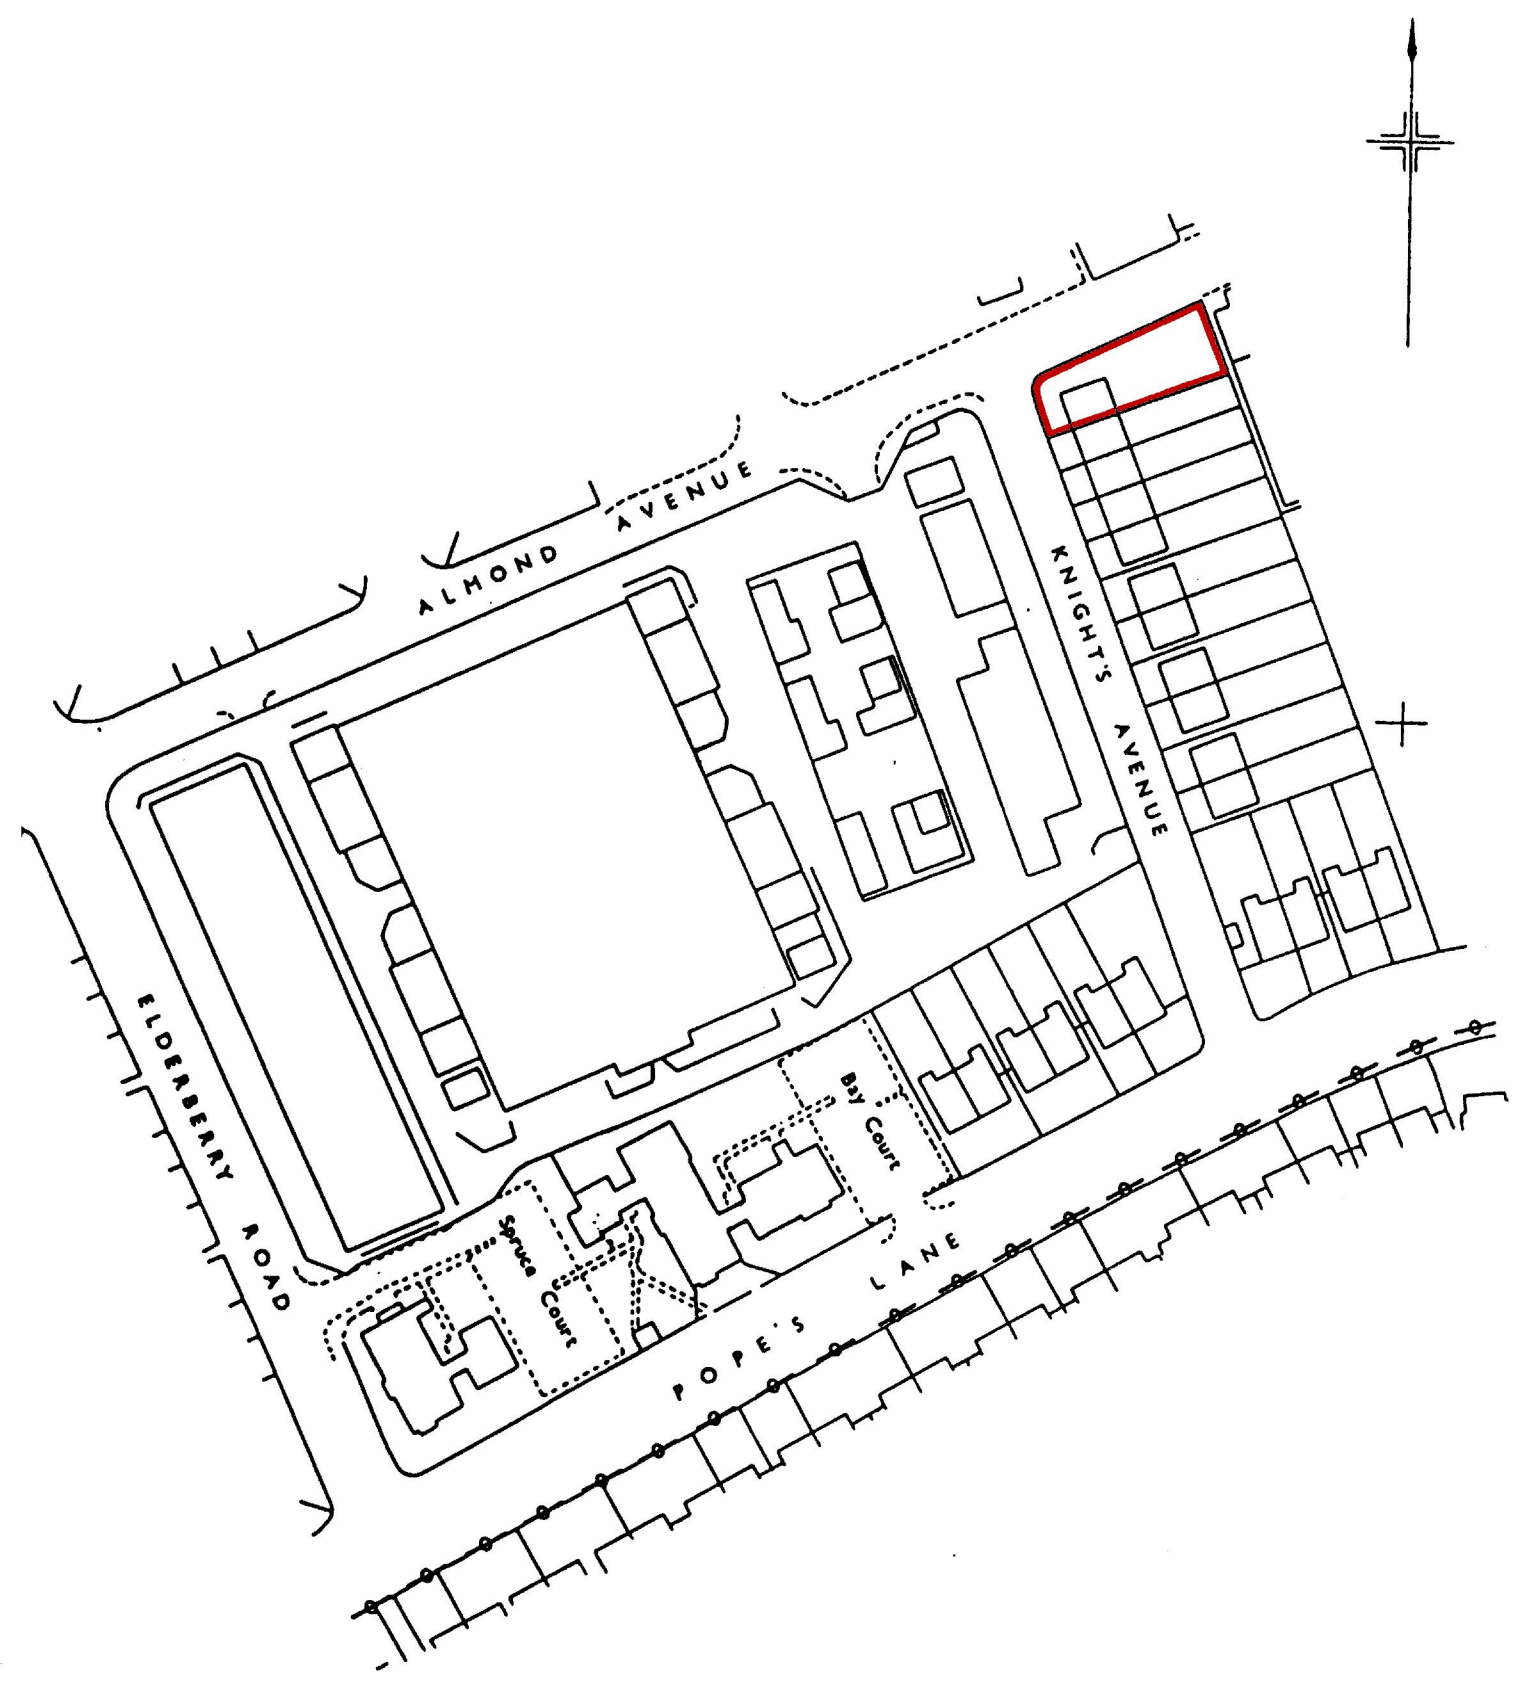 ALMOND AVENUE
KNIGHT'S AVENUE
ELDERBERRY ROAD
Bay Court
Spruce Court
POPE'S LANE